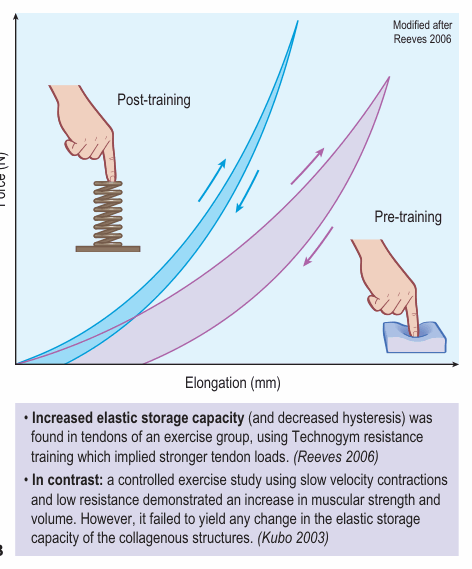 Modified after
Reeves 2006
Post-training
Force (N)
Pre-training
Elongation (mm)
• Increased elastic storage capacity (and decreased hysteresis) was
found in tendons of an exercise group, using Technogym resistance
training which implied stronger tendon loads. (Reeves 2006)
• In contrast: a controlled exercise study using slow velocity contractions
and low resistance demonstrated an increase in muscular strength and
volume. However, it failed to yield any change in the elastic storage
capacity of the collagenous structures. (Kubo 2003)